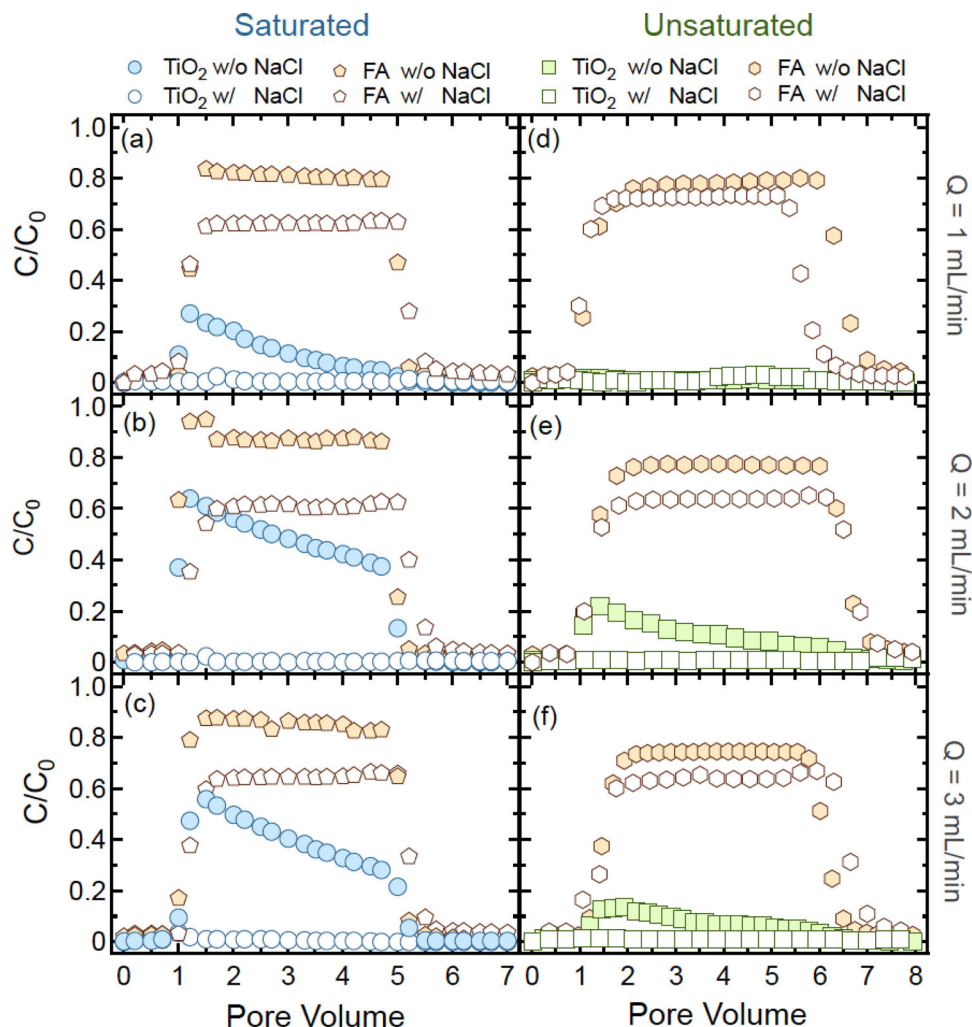 Saturated
Unsaturated
TiO₂ w/o NaCl
FA w/o NaCl
TiO₂ w/ NaCl
FA w/ NaCl
TiO₂ w/o NaCl
FA w/o NaCl
TiO₂ w/ NaCl
FA w/ NaCl
1.0
0.8
0.6
0.4
0.2
0
C/C₀
(a)
(d)
Q = 1 mL/min
1.0
0.8
0.6
0.4
0.2
0
C/C₀
(b)
(e)
Q = 2 mL/min
1.0
0.8
0.6
0.4
0.2
0
C/C₀
(c)
(f)
Q = 3 mL/min
0 1 2 3 4 5 6 7
0 1 2 3 4 5 6 7 8
Pore Volume
Pore Volume